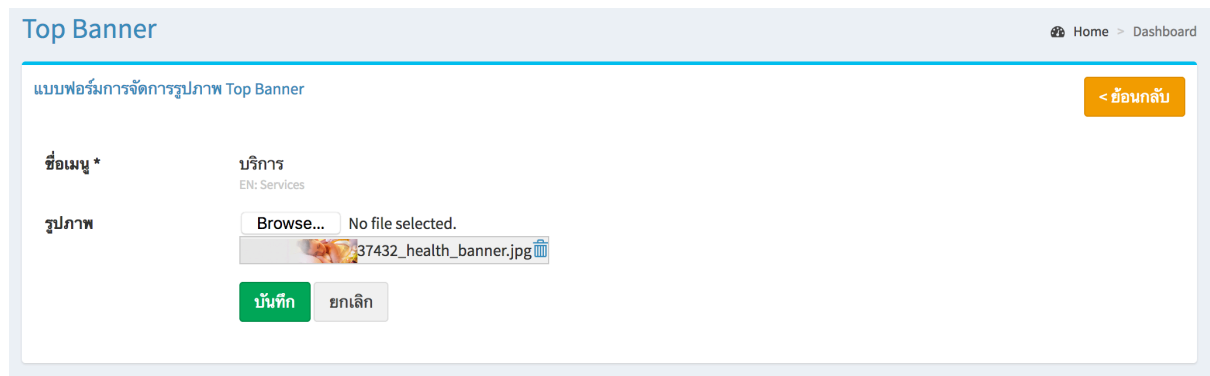 Top Banner
Home > Dashboard
แบบฟอร์มการจัดการรูปภาพ Top Banner
< ย้อนกลับ
ชื่อเมนู * บริการ
EN: Services
รูปภาพ Browse... No file selected.
37432_health_banner.jpg
บันทึก ยกเลิก